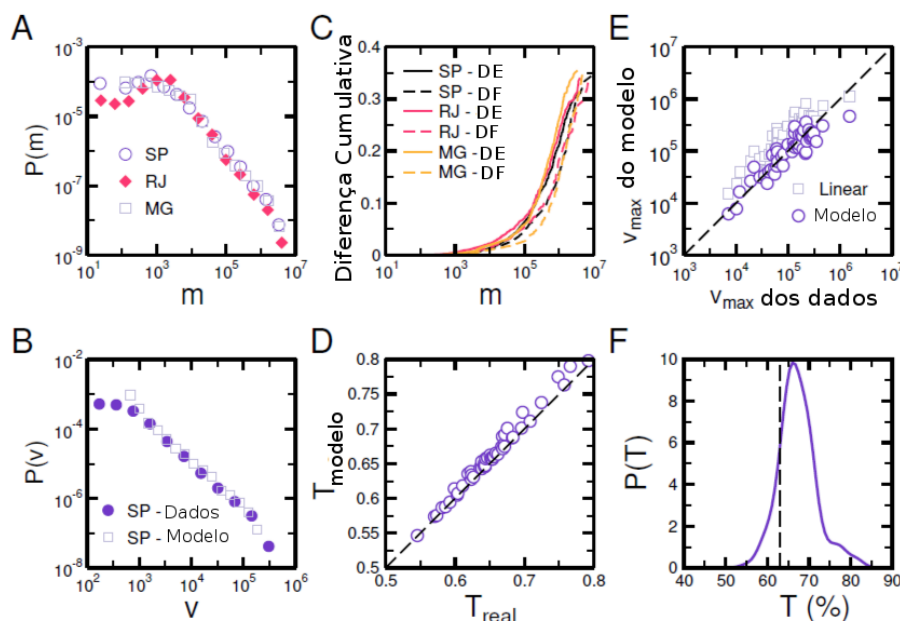 A
P(m)
10^-3
10^-5
10^-7
10^-9
10^1 10^3 10^5 10^7
m
SP
RJ
MG
C
Diferença Cumulativa
0.4
0.3
0.2
0.1
0
10^1 10^3 10^5 10^7
m
SP - DE
SP - DF
RJ - DE
RJ - DF
MG - DE
MG - DF
E
v_max do modelo
10^7
10^6
10^5
10^4
10^3
10^3 10^4 10^5 10^6 10^7
v_max dos dados
Linear
Modelo
B
P(v)
10^-2
10^-4
10^-6
10^-8
10^2 10^3 10^4 10^5 10^6
v
SP - Dados
SP - Modelo
D
T_modelo
0.8
0.75
0.7
0.65
0.6
0.55
0.5
0.5 0.6 0.7 0.8
T_real
F
P(T)
10
8
6
4
2
0
40 50 60 70 80 90
T (%)